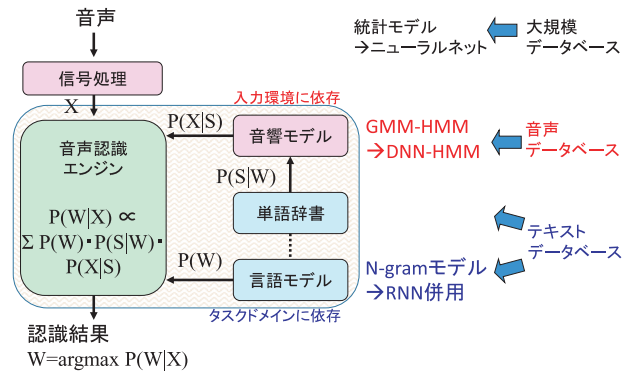 音声
信号処理
X
音声認識
エンジン
P(W|X) ∝
Σ P(W)・P(S|W)・
P(X|S)
認識結果
W=argmax P(W|X)
入力環境に依存
P(X|S)
音響モデル
P(S|W)
単語辞書
P(W)
言語モデル
タスクドメインに依存
統計モデル
→ニューラルネット
大規模
データベース
GMM-HMM
→DNN-HMM
音声
データベース
テキスト
データベース
N-gramモデル
→RNN併用